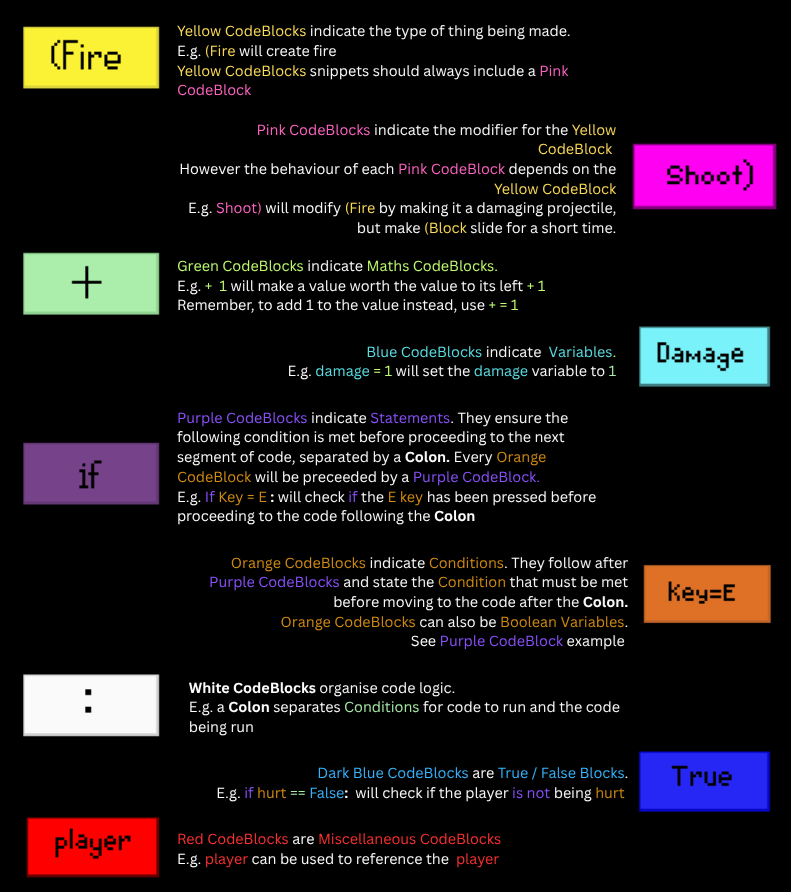 (Fire
Yellow CodeBlocks indicate the type of thing being made.
E.g. (Fire will create fire
Yellow CodeBlocks snippets should always include a Pink
CodeBlock
Pink CodeBlocks indicate the modifier for the Yellow
CodeBlock
However the behaviour of each Pink CodeBlock depends on the
Yellow CodeBlock
E.g. Shoot) will modify (Fire by making it a damaging projectile,
but make (Block slide for a short time.
Shoot)
+
Green CodeBlocks indicate Maths CodeBlocks.
E.g. + 1 will make a value worth the value to its left + 1
Remember, to add 1 to the value instead, use + = 1
Blue CodeBlocks indicate Variables.
E.g. damage = 1 will set the damage variable to 1
Damage
if
Purple CodeBlocks indicate Statements. They ensure the
following condition is met before proceeding to the next
segment of code, separated by a Colon. Every Orange
CodeBlock will be preceeded by a Purple CodeBlock.
E.g. If Key = E : will check if the E key has been pressed before
proceeding to the code following the Colon
Orange CodeBlocks indicate Conditions. They follow after
Purple CodeBlocks and state the Condition that must be met
before moving to the code after the Colon.
Orange CodeBlocks can also be Boolean Variables.
See Purple CodeBlock example
Key=E
:
White CodeBlocks organise code logic.
E.g. a Colon separates Conditions for code to run and the code
being run
Dark Blue CodeBlocks are True / False Blocks.
E.g. if hurt == False: will check if the player is not being hurt
True
player
Red CodeBlocks are Miscellaneous CodeBlocks
E.g. player can be used to reference the player